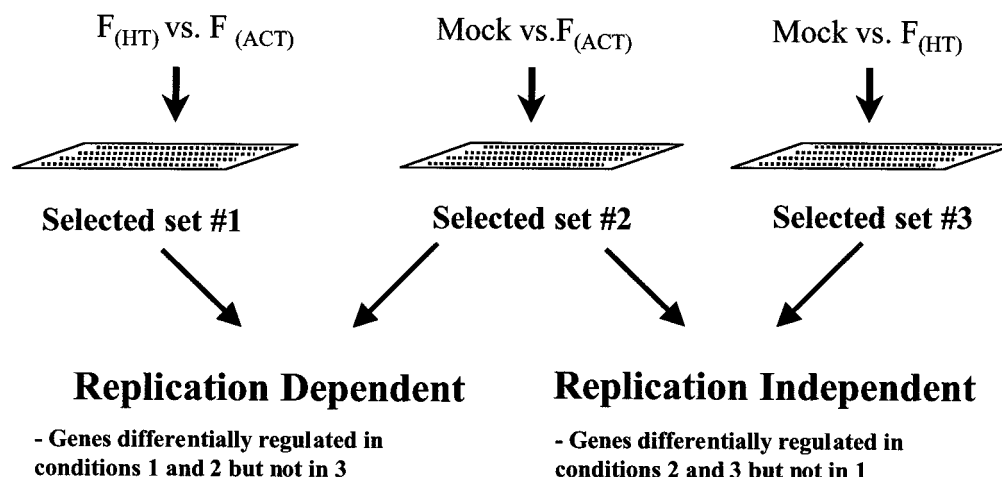 F(HT) vs. F (ACT)
Mock vs.F(ACT)
Mock vs. F(HT)
Selected set #1
Selected set #2
Selected set #3
Replication Dependent
Replication Independent
- Genes differentially regulated in
conditions 1 and 2 but not in 3
- Genes differentially regulated in
conditions 2 and 3 but not in 1